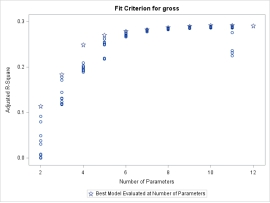 Fit Criterion for gross
Adjusted R-Square
0.3
0.2
0.1
0.0
2
4
6
8
10
12
Number of Parameters
☆ Best Model Evaluated at Number of Parameters